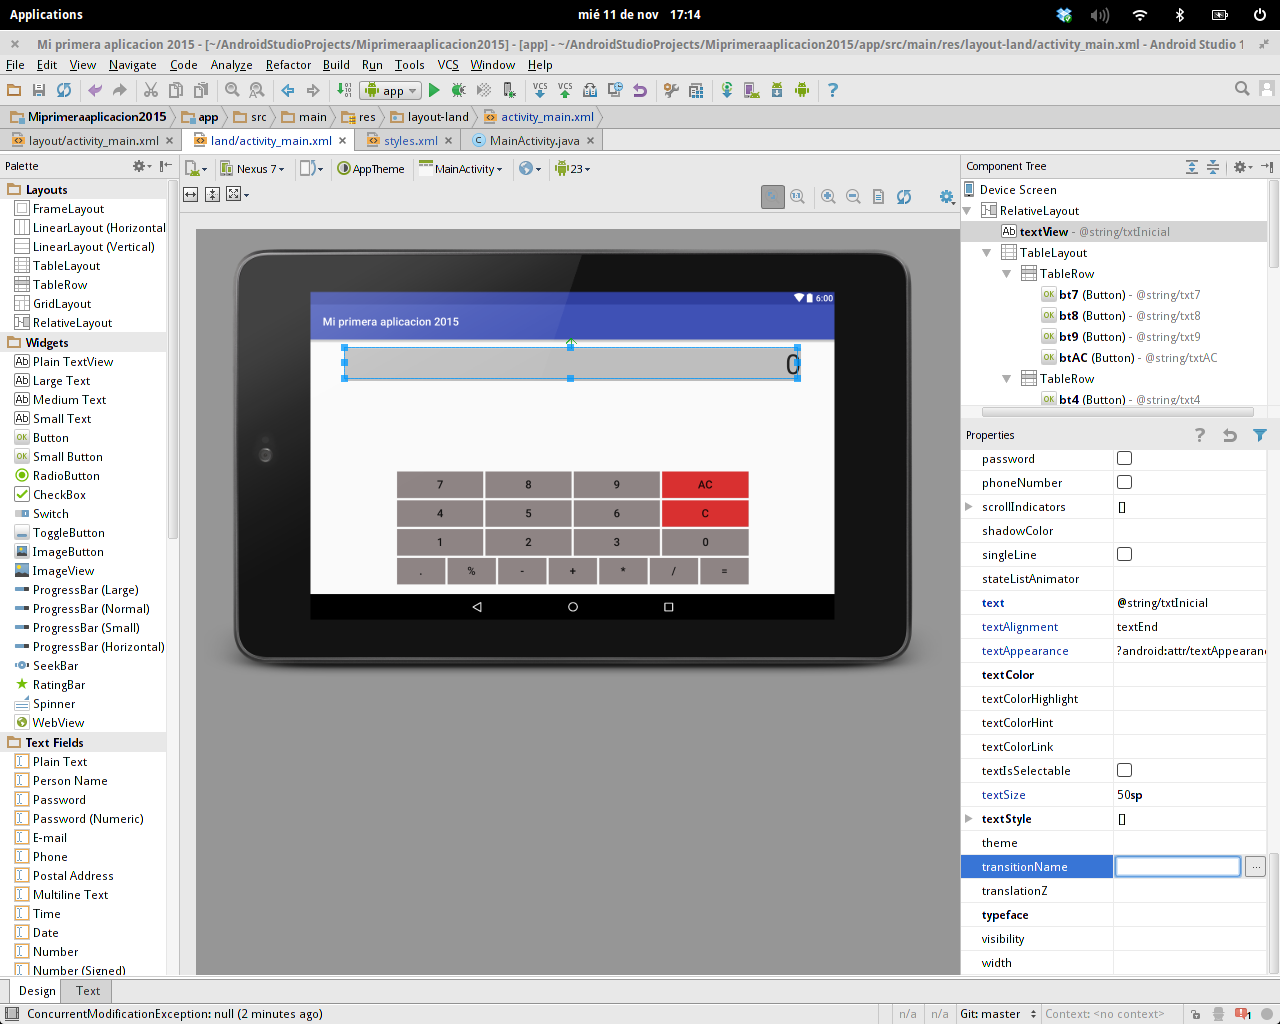 Applications
mié 11 de nov 17:14
Mi primera aplicacion 2015 - [~/AndroidStudioProjects/Miprimeraaplicacion2015] - [app] - ~/AndroidStudioProjects/Miprimeraaplicacion2015/app/src/main/res/layout-land/activity_main.xml - Android Studio 1
File Edit View Navigate Code Analyze Refactor Build Run Tools VCS Window Help
app
VCS VCS
Miprimeraaplicacion2015 app src main res layout-land activity_main.xml
layout/activity_main.xml land/activity_main.xml styles.xml MainActivity.java
Palette
Nexus 7 AppTheme MainActivity 23
Component Tree
Layouts
FrameLayout
LinearLayout (Horizontal
LinearLayout (Vertical)
TableLayout
TableRow
GridLayout
RelativeLayout
Widgets
Plain TextView
Large Text
Medium Text
Small Text
Button
Small Button
RadioButton
CheckBox
Switch
ToggleButton
ImageButton
ImageView
ProgressBar (Large)
ProgressBar (Normal)
ProgressBar (Small)
ProgressBar (Horizontal)
SeekBar
RatingBar
Spinner
WebView
Text Fields
Plain Text
Person Name
Password
Password (Numeric)
E-mail
Phone
Postal Address
Multiline Text
Time
Date
Number
Number (Signed)
6:00
Mi primera aplicacion 2015
0
7 8 9 AC
4 5 6 C
1 2 3 0
. % - + * / =
Device Screen
RelativeLayout
textView - @string/txtInicial
TableLayout
TableRow
bt7 (Button) - @string/txt7
bt8 (Button) - @string/txt8
bt9 (Button) - @string/txt9
btAC (Button) - @string/txtAC
TableRow
bt4 (Button) - @string/txt4
Properties
password
phoneNumber
scrollIndicators []
shadowColor
singleLine
stateListAnimator
text @string/txtInicial
textAlignment textEnd
textAppearance ?android:attr/textAppearan
textColor
textColorHighlight
textColorHint
textColorLink
textIsSelectable
textSize 50sp
textStyle []
theme
transitionName ...
translationZ
typeface
visibility
width
Design Text
ConcurrentModificationException: null (2 minutes ago)
n/a n/a Git: master Context: <no context> 1